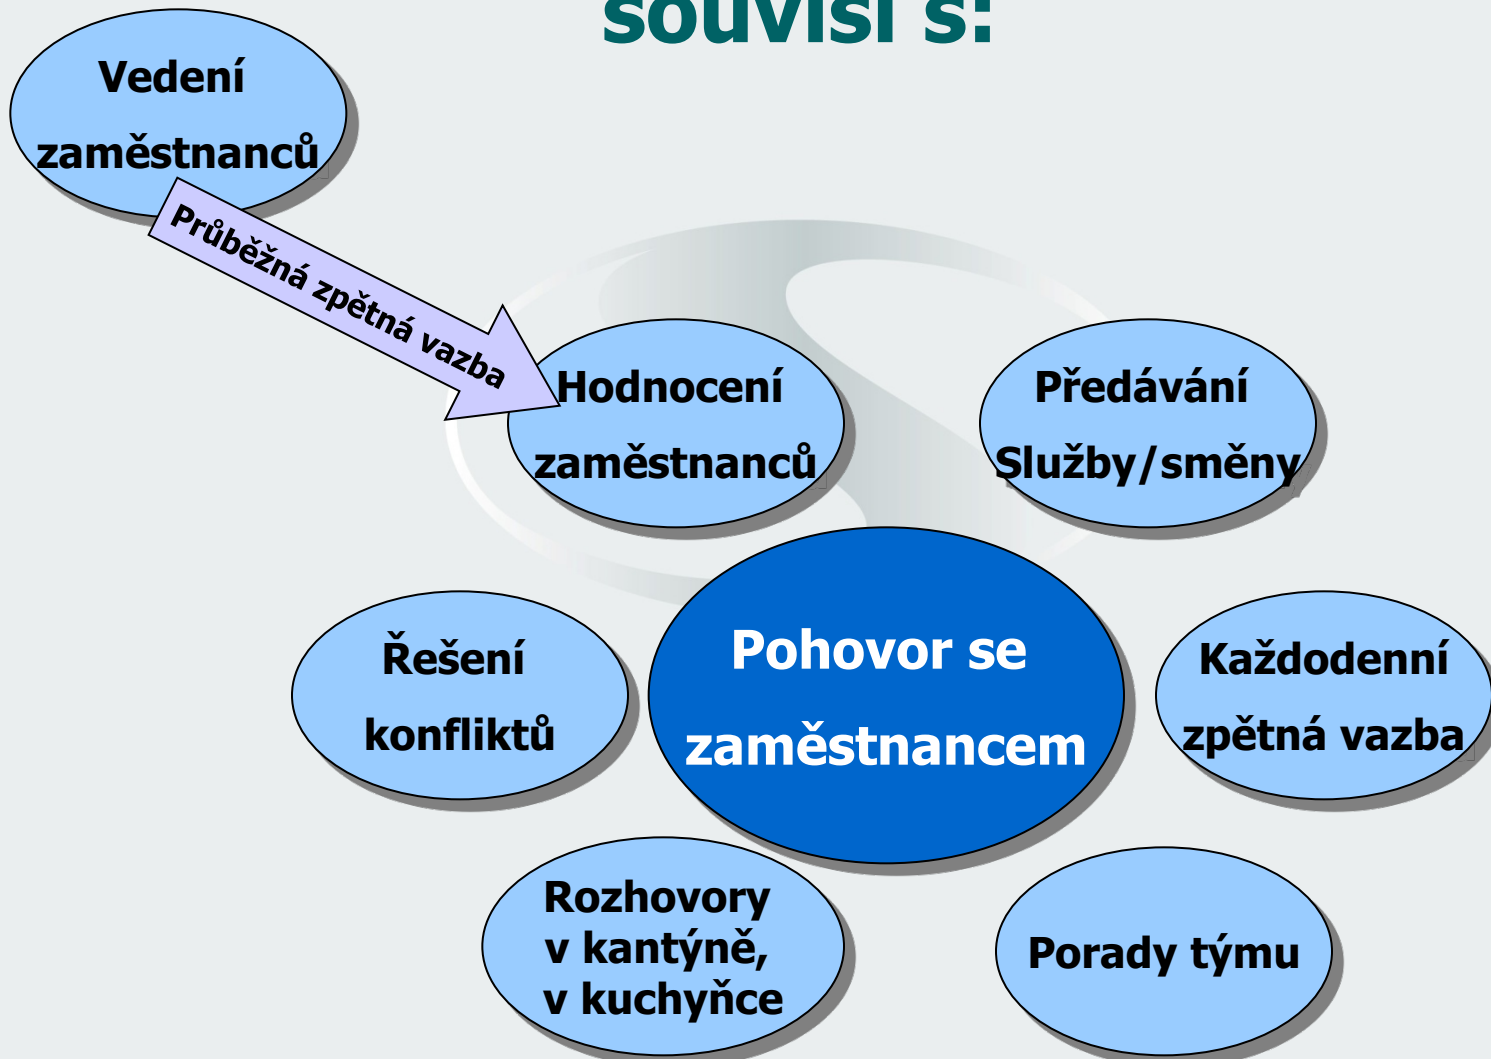 souvisí s:
Vedení
zaměstnanců
Průběžná zpětná vazba
Hodnocení
zaměstnanců
Předávání
Služby/směny
Řešení
konfliktů
Pohovor se
zaměstnancem
Každodenní
zpětná vazba
Rozhovory
v kantýně,
v kuchyňce
Porady týmu